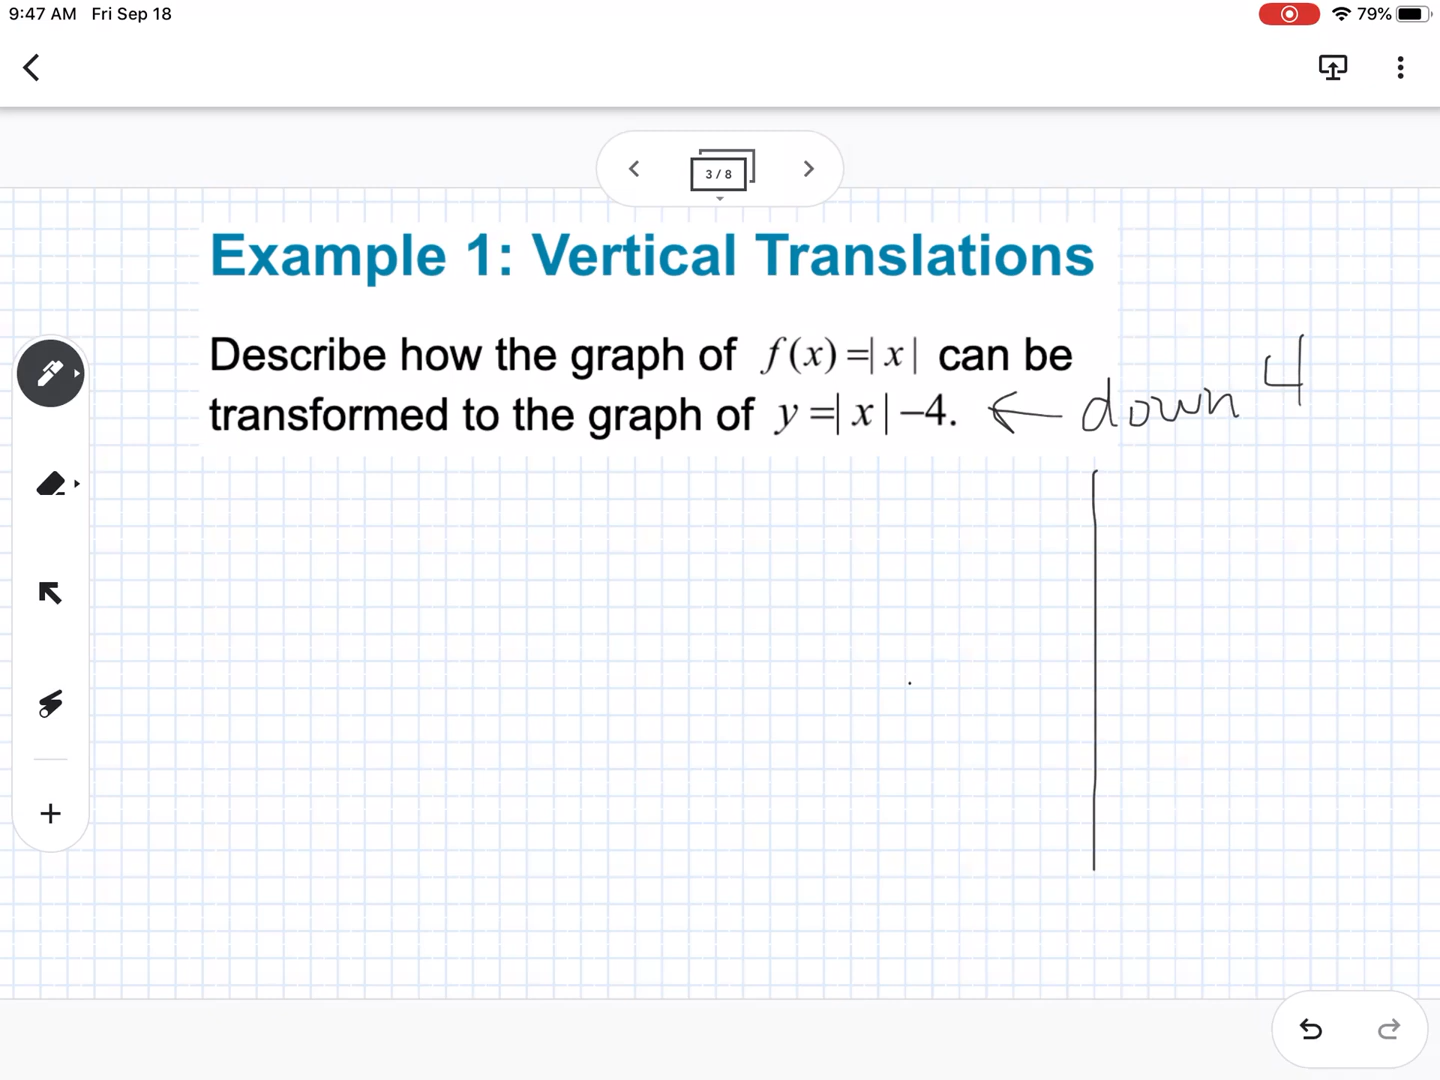 9:47 AM Fri Sep 18
79%
3 / 8
Example 1: Vertical Translations
Describe how the graph of f(x)=|x| can be
transformed to the graph of y=|x|−4. ← down 4